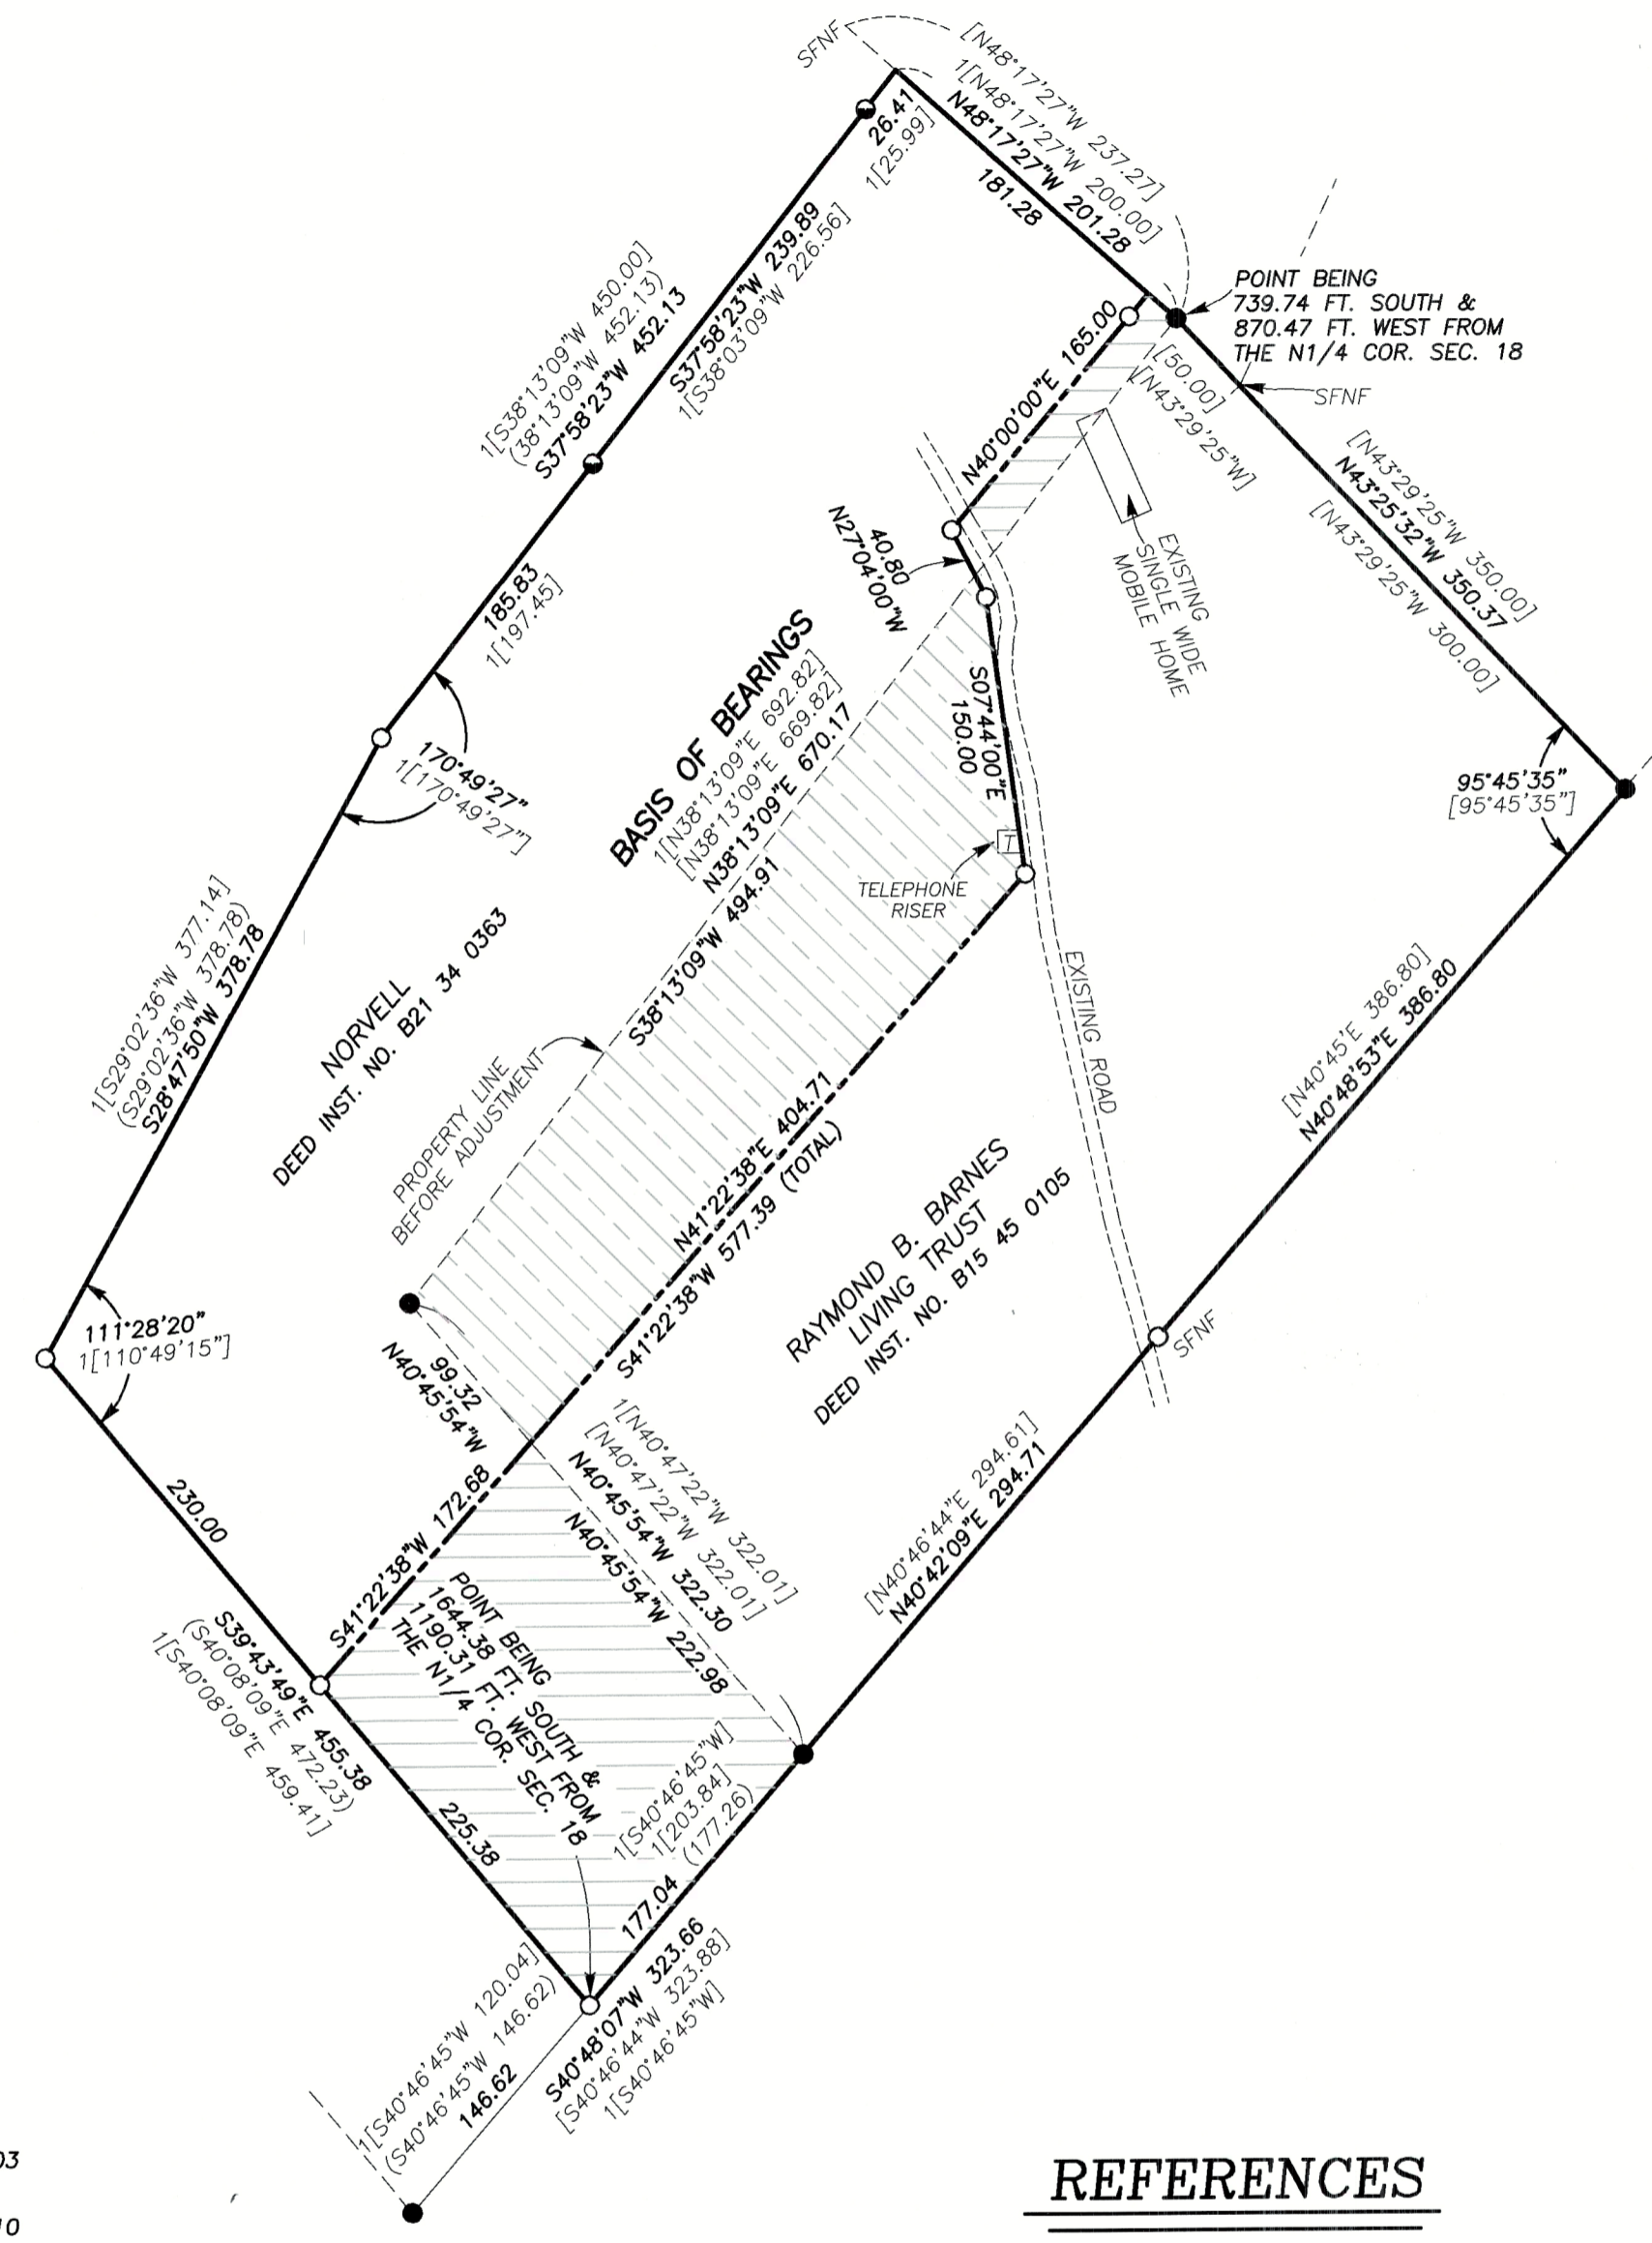 SFNF
[N48°17'27"W 237.27]
1[N48°17'27"W 200.00]
N48°17'27"W 201.28
181.28
26.41
1[25.99]
S37°58'23"W 239.89
1[S38°03'09"W 226.56]
1[S38°13'09"W 450.00]
(38°13'09"W 452.13)
S37°58'23"W 452.13
POINT BEING
739.74 FT. SOUTH &
870.47 FT. WEST FROM
THE N1/4 COR. SEC. 18
SFNF
[50.00]
[N43°29'25"W]
N40°00'00"E 165.00
[N43°29'25"W 350.00]
N43°25'32"W 350.37
[N43°29'25"W 300.00]
EXISTING
SINGLE WIDE
MOBILE HOME
40.80
N27°04'00"W
185.83
1[197.45]
170°49'27"
1[170°49'27"]
BASIS OF BEARINGS
1[N38°13'09"E 692.82]
[N38°13'09"E 669.82]
N38°13'09"E 670.17
S38°13'09"W 494.91
S07°44'00"E
150.00
TELEPHONE
RISER
T
95°45'35"
[95°45'35"]
1[S29°02'36"W 377.14]
(S29°02'36"W 378.78)
S28°47'50"W 378.78
NORVELL
DEED INST. NO. B21 34 0363
PROPERTY LINE
BEFORE ADJUSTMENT
EXISTING ROAD
[N40°45'E 386.80]
N40°48'53"E 386.80
N41°22'38"E 404.71
S41°22'38"W 577.39 (TOTAL)
RAYMOND B. BARNES
LIVING TRUST
DEED INST. NO. B15 45 0105
SFNF
111°28'20"
1[110°49'15"]
99.32
N40°45'54"W
1[N40°47'22"W 322.01]
[N40°47'22"W 322.01]
N40°45'54"W 322.30
N40°45'54"W 222.98
[N40°46'44"E 294.61]
N40°42'09"E 294.71
230.00
S41°22'38"W 172.68
POINT BEING
1644.38 FT. SOUTH &
1190.31 FT. WEST FROM
THE N1/4 COR. SEC. 18
S39°43'49"E 455.38
(S40°08'09"E 472.23)
1[S40°08'09"E 459.41]
225.38
1[S40°46'45"W]
1[203.84]
(177.26)
177.04
S40°48'07"W 323.66
[S40°46'44"W 323.88]
1[S40°46'45"W]
1[S40°46'45"W 120.04]
(S40°46'45"W 146.62)
146.62
03
10
REFERENCES